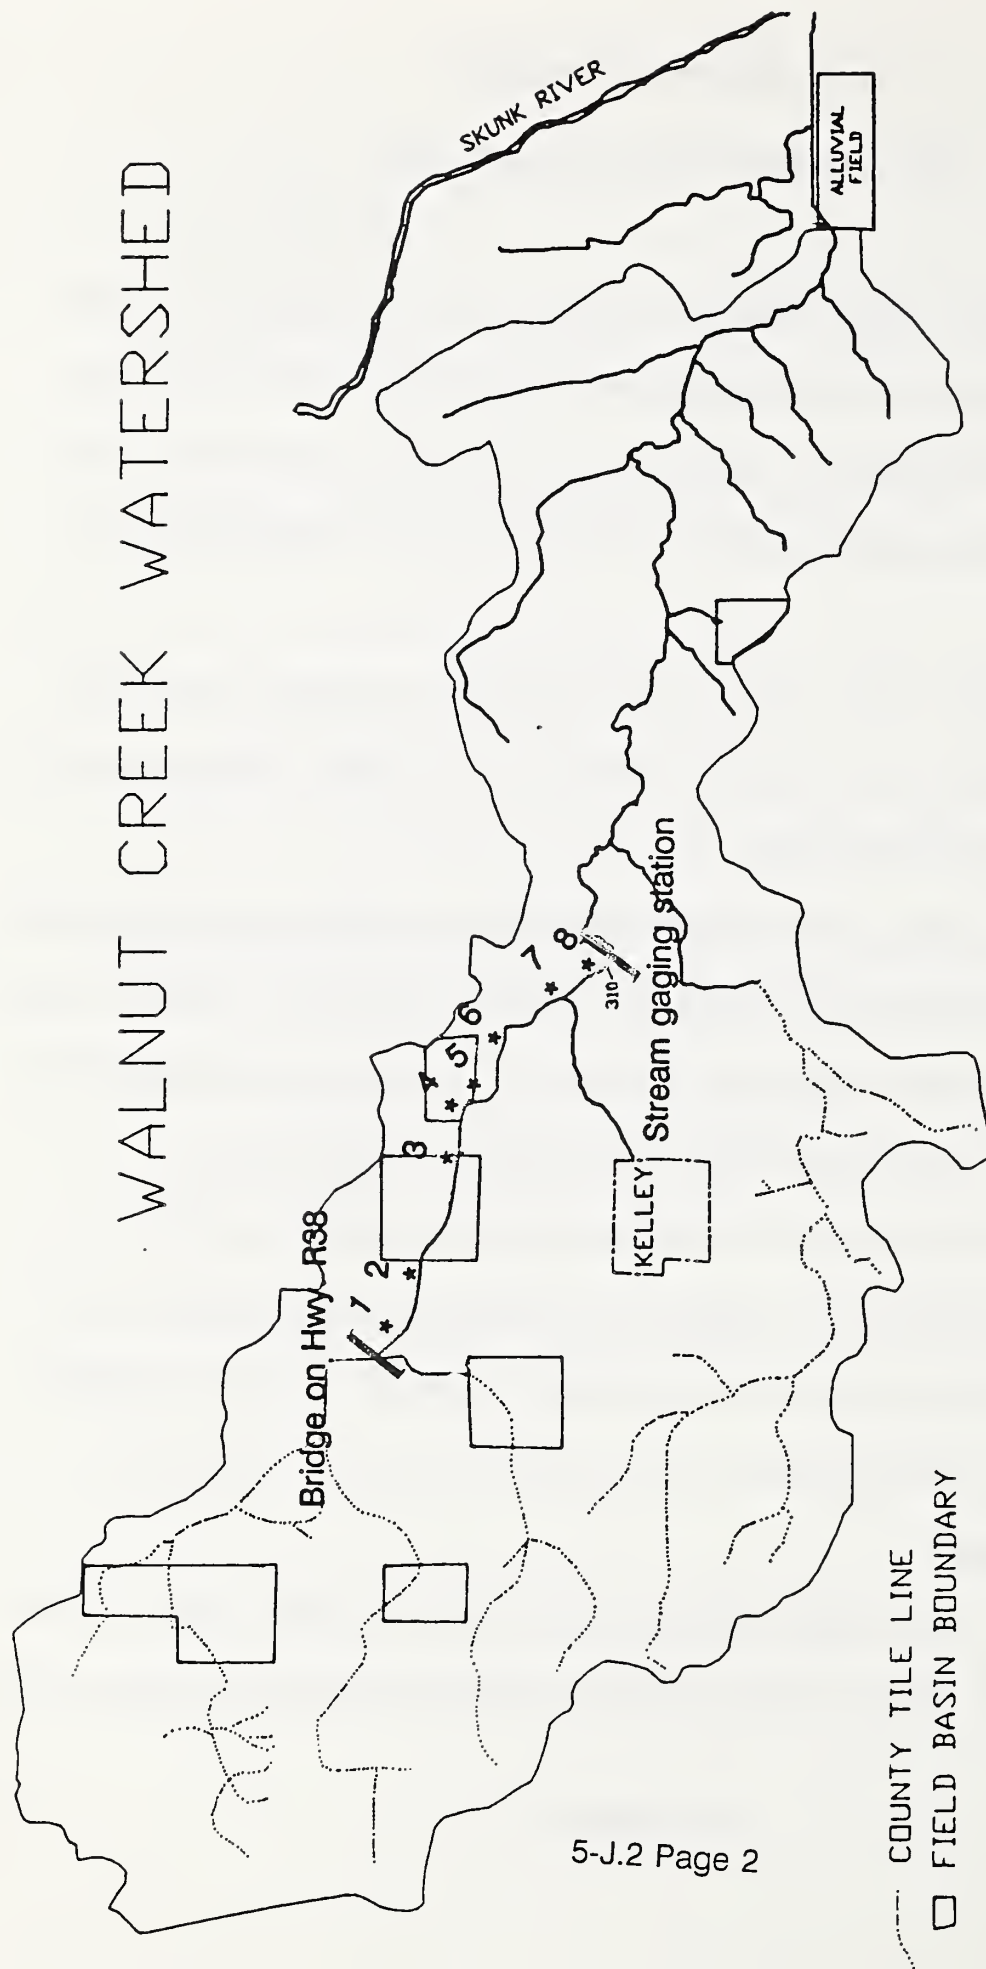 WALNUT CREEK WATERSHED
SKUNK RIVER
ALLUVIAL
FIELD
Bridge on Hwy R38
1
2
3
4
5
6
7
8
310
Stream gaging station
KELLEY
COUNTY TILE LINE
FIELD BASIN BOUNDARY
5-J.2 Page 2